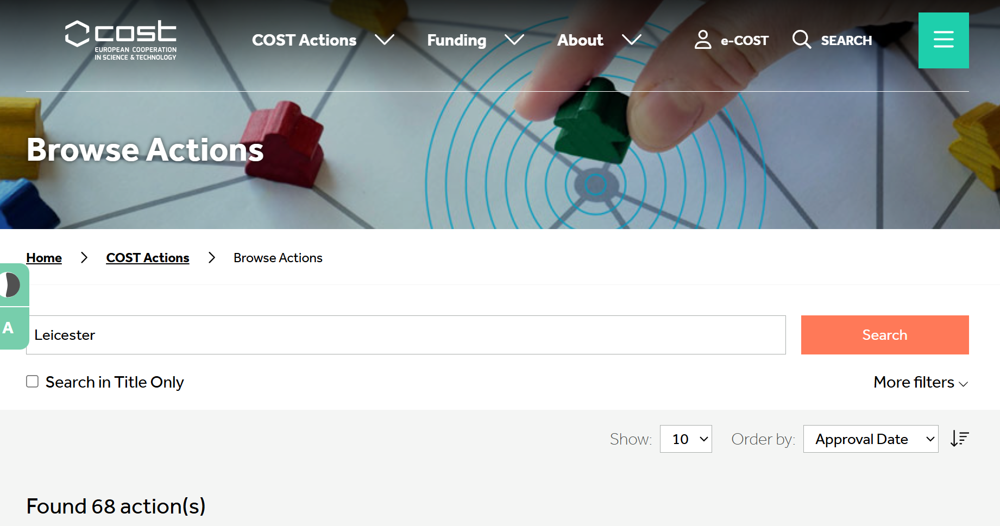 cost
EUROPEAN COOPERATION
IN SCIENCE & TECHNOLOGY
COST Actions
Funding
About
e-COST
SEARCH
Browse Actions
Home
COST Actions
Browse Actions
A
Leicester
Search
Search in Title Only
More filters
Show:
10
Order by:
Approval Date
Found 68 action(s)